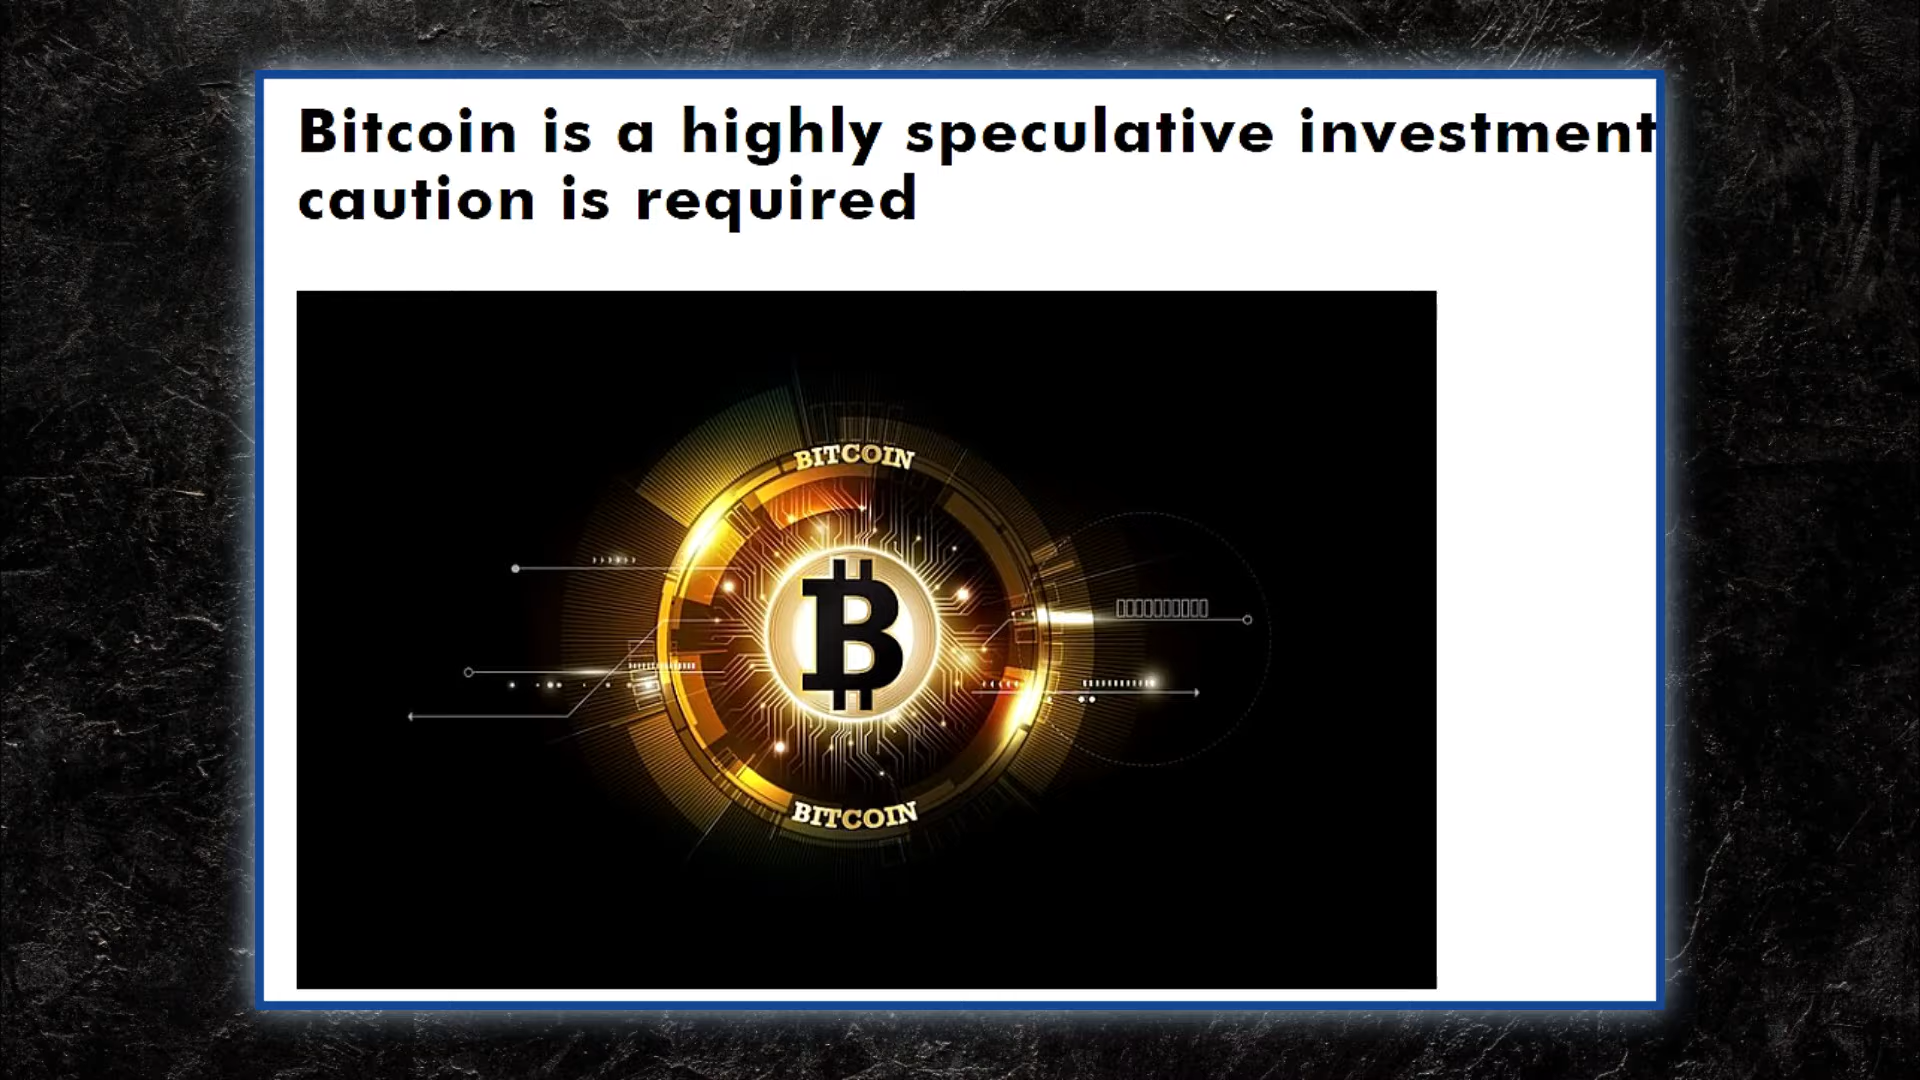 Bitcoin is a highly speculative investment
caution is required
BITCOIN
B
BITCOIN